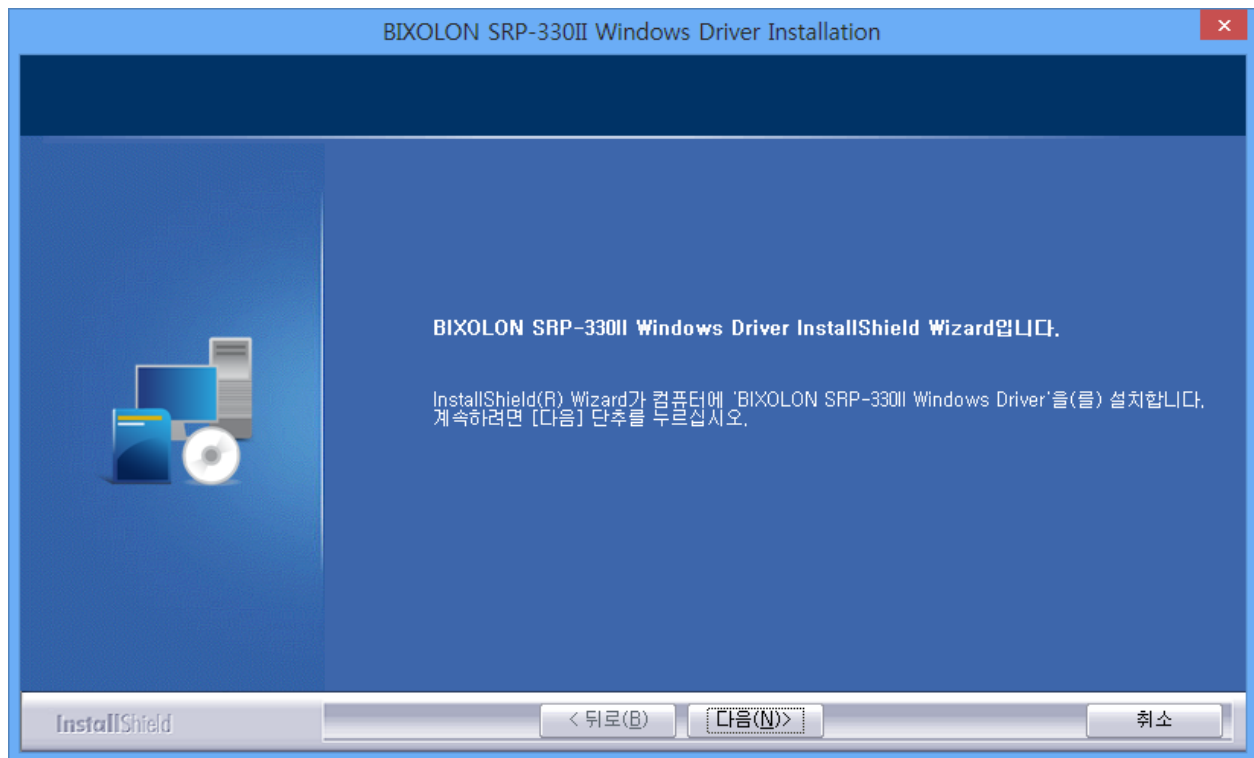 BIXOLON SRP-330II Windows Driver Installation
BIXOLON SRP-330II Windows Driver InstallShield Wizard입니다.
InstallShield(R) Wizard가 컴퓨터에 'BIXOLON SRP-330II Windows Driver'을(를) 설치합니다.
계속하려면 [다음] 단추를 누르십시오.
InstallShield
< 뒤로(B)
다음(N)>
취소